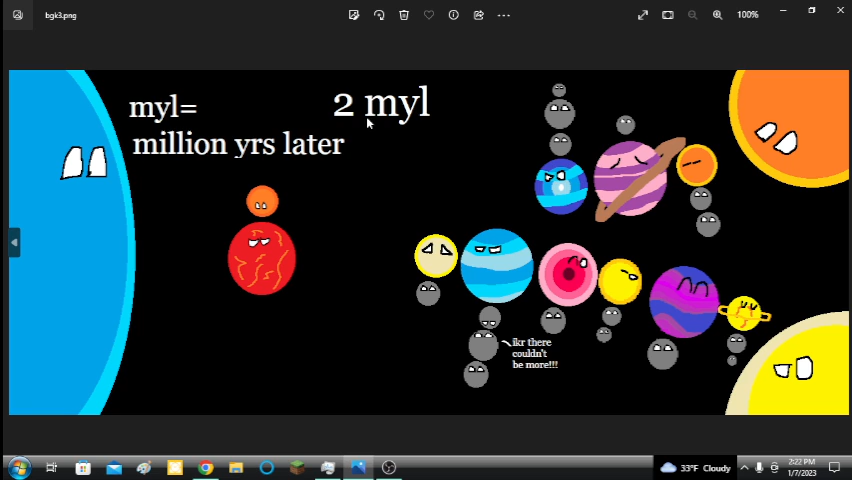 bgk3.png
100%
myl=
2 myl
million yrs later
ikr there
couldn't
be more!!!
33°F Cloudy
2:22 PM
1/7/2023